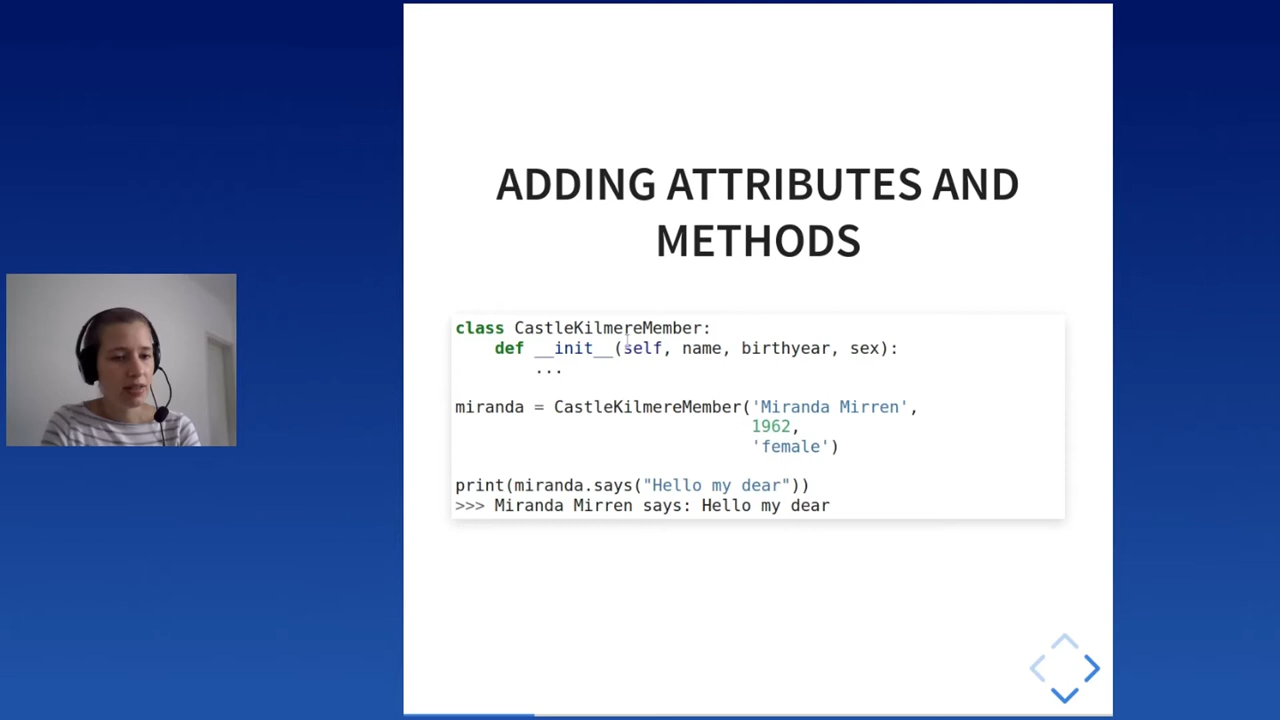 ADDING ATTRIBUTES AND
METHODS
class CastleKilmereMember:
    def __init__(self, name, birthyear, sex):
        ...
miranda = CastleKilmereMember('Miranda Mirren',
                              1962,
                              'female')
print(miranda.says("Hello my dear"))
>>> Miranda Mirren says: Hello my dear